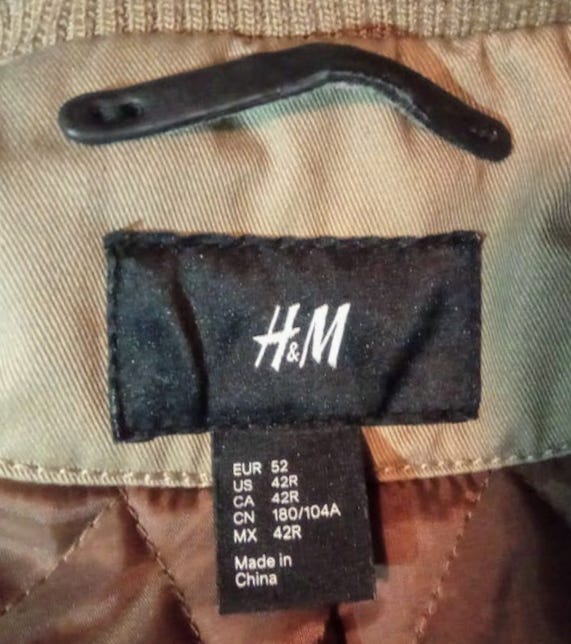 H&M
EUR 52
US 42R
CA 42R
CN 180/104A
MX 42R
Made in
China